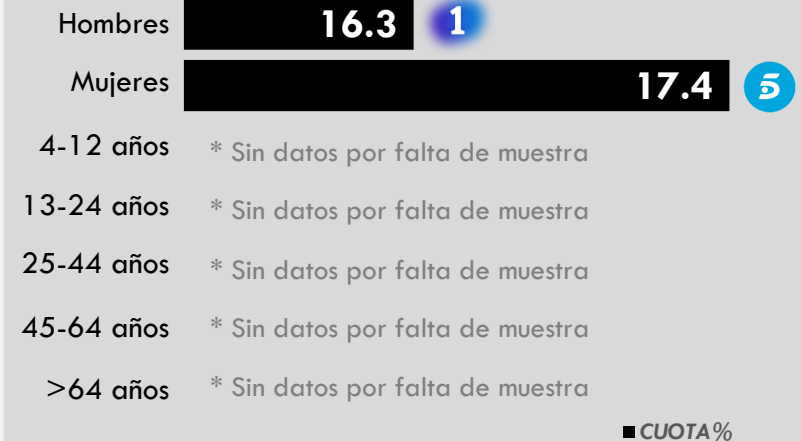 Hombres 16.3 1
Mujeres 17.4 5
4-12 años * Sin datos por falta de muestra
13-24 años * Sin datos por falta de muestra
25-44 años * Sin datos por falta de muestra
45-64 años * Sin datos por falta de muestra
>64 años * Sin datos por falta de muestra
CUOTA%